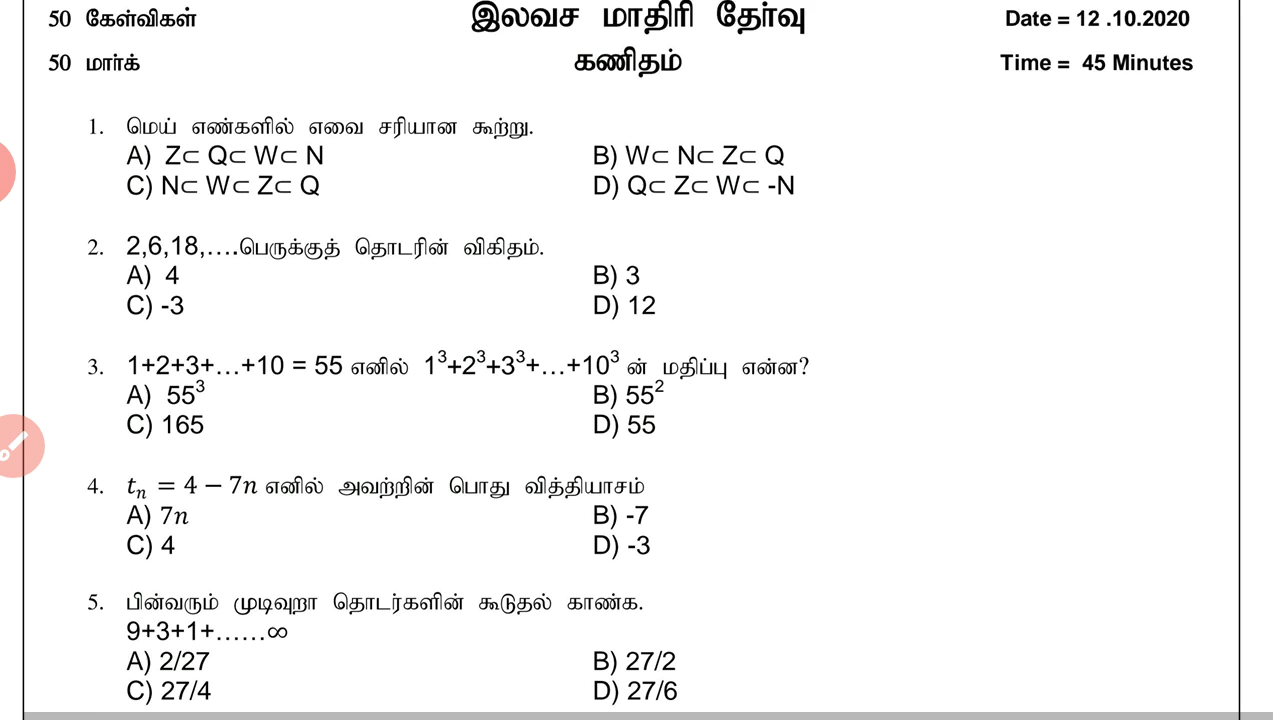 50 கேள்விகள் இலவச மாதிரி தேர்வு Date = 12 .10.2020
50 மார்க் கணிதம் Time = 45 Minutes
1. மெய் எண்களில் எவை சரியான கூற்று.
A) Z⊂ Q⊂ W⊂ N B) W⊂ N⊂ Z⊂ Q
C) N⊂ W⊂ Z⊂ Q D) Q⊂ Z⊂ W⊂ -N
2. 2,6,18,….பெருக்குத் தொடரின் விகிதம்.
A) 4 B) 3
C) -3 D) 12
3. 1+2+3+…+10 = 55 எனில் 1³+2³+3³+…+10³ ன் மதிப்பு என்ன?
A) 55³ B) 55²
C) 165 D) 55
4. tₙ = 4 − 7n எனில் அவற்றின் பொது வித்தியாசம்
A) 7n B) -7
C) 4 D) -3
5. பின்வரும் முடிவுறா தொடர்களின் கூடுதல் காண்க.
9+3+1+……∞
A) 2/27 B) 27/2
C) 27/4 D) 27/6